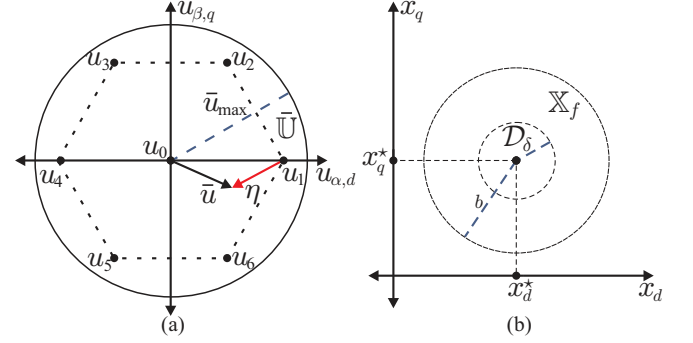 u_{β,q}
u_3
u_2
ū_max
𝕌̄
u_0
u_4
u_1
u_{α,d}
ū
η
u_5
u_6
(a)
x_q
𝕏_f
𝒟_δ
x_q^⋆
b
x_d^⋆
x_d
(b)